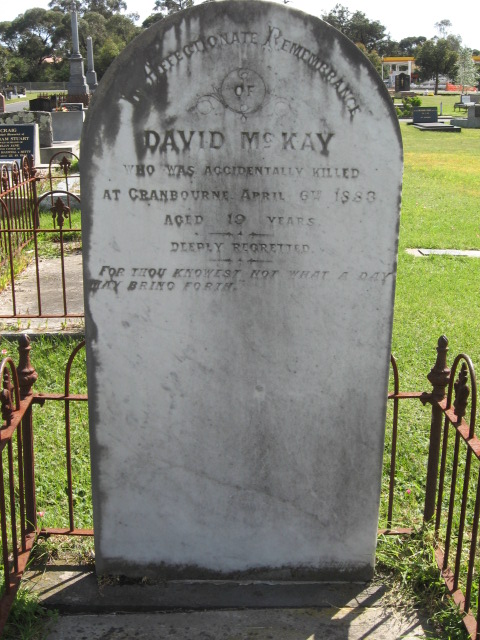 In Affectionate Remembrance
OF
DAVID McKAY
WHO WAS ACCIDENTALLY KILLED
AT CRANBOURNE APRIL 6TH 1883
AGED 19 YEARS
DEEPLY REGRETTED.
FOR THOU KNOWEST NOT WHAT A DAY
MAY BRING FORTH."
CRAIG